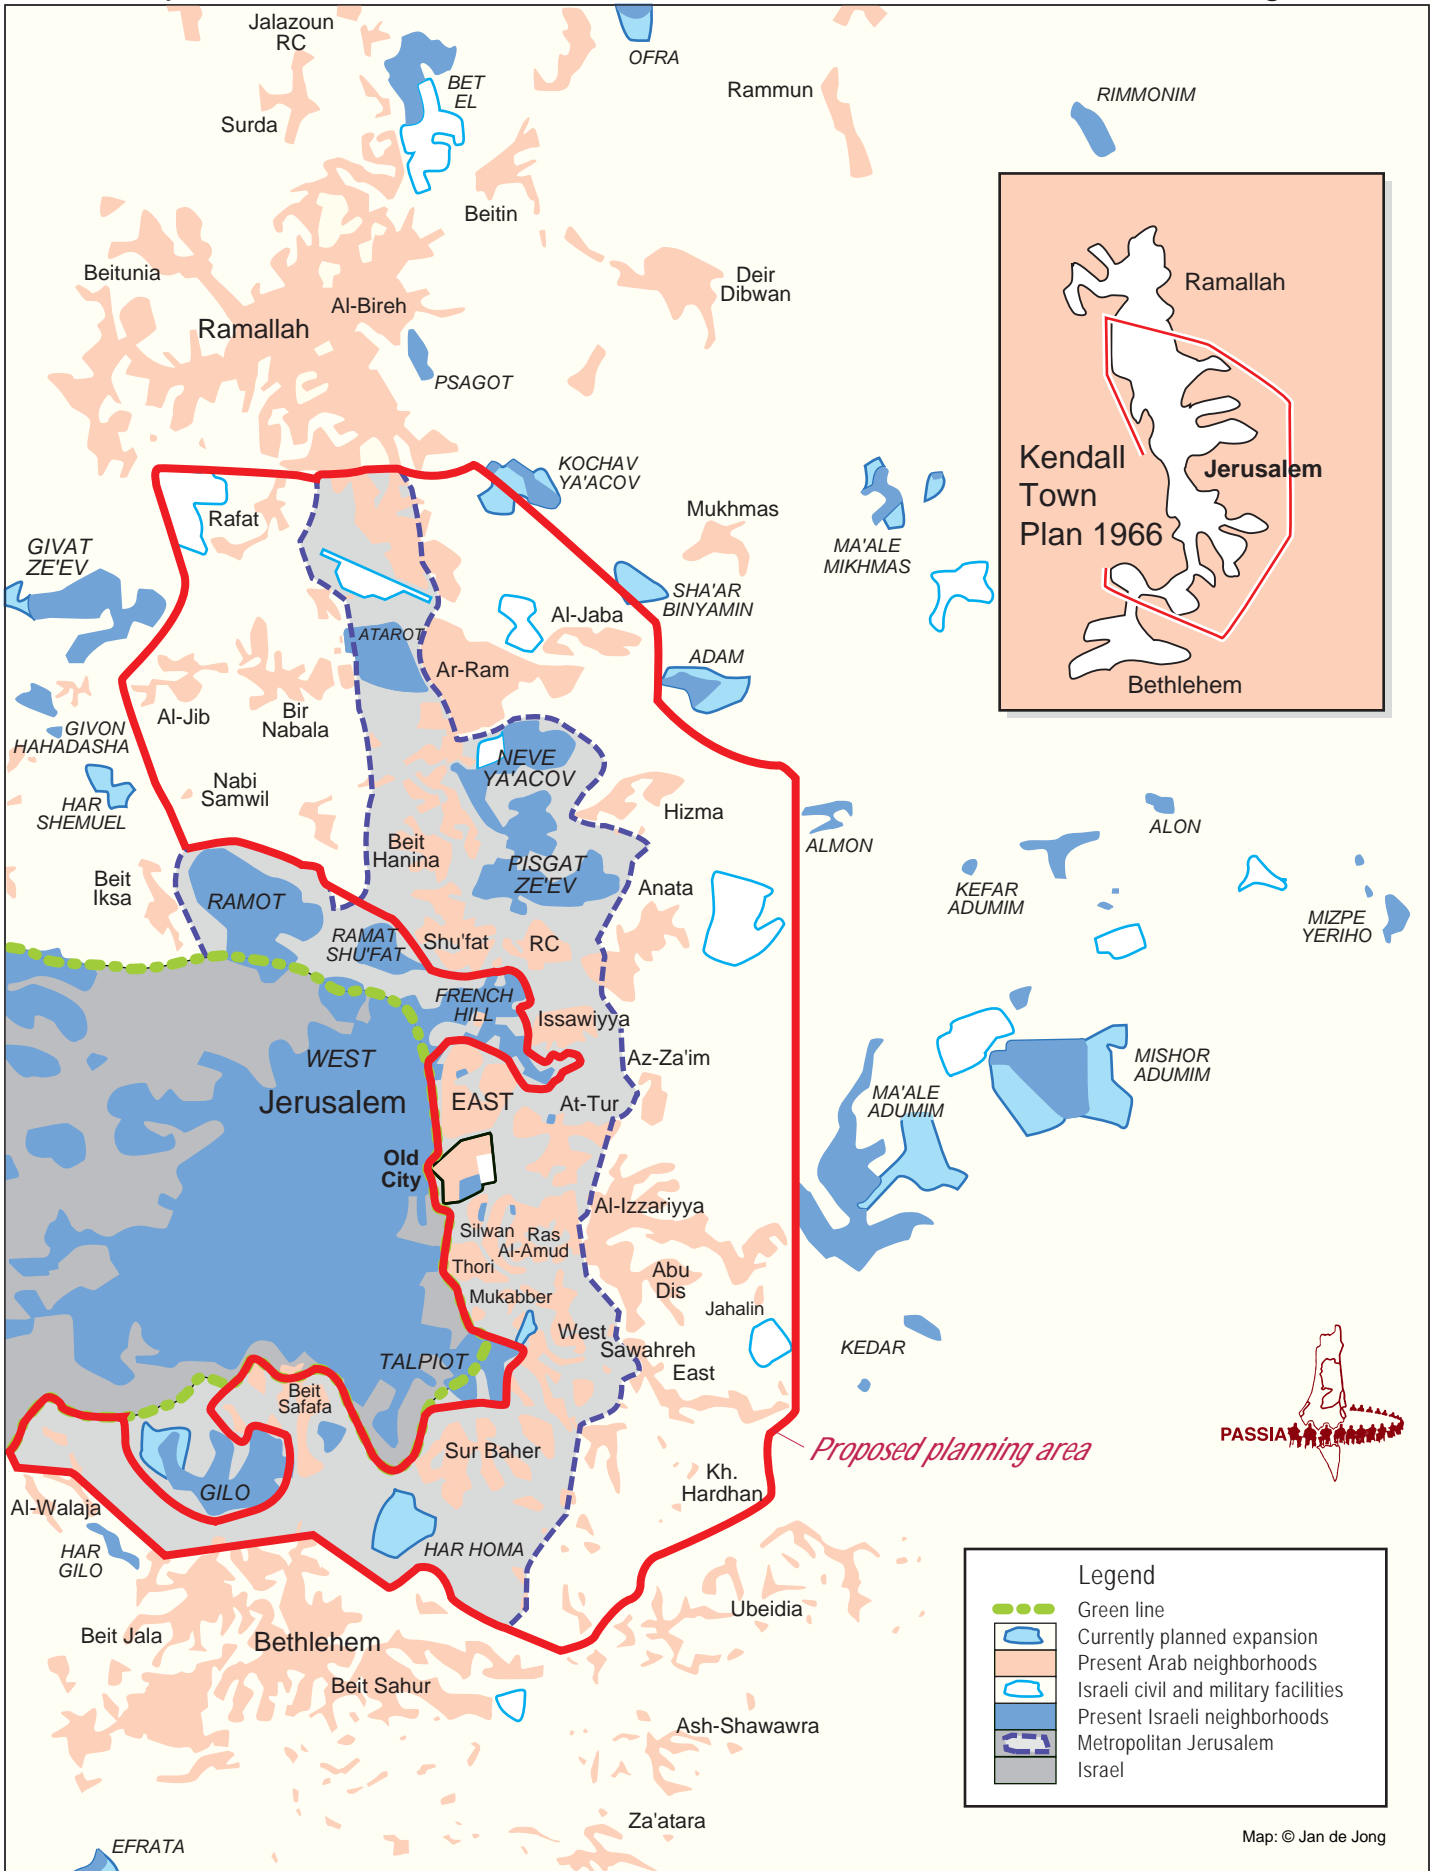 Jalazoun
RC
OFRA
BET
EL
Rammun
RIMMONIM
Surda
Beitin
Beitunia
Al-Bireh
Ramallah
Deir
Dibwan
PSAGOT
Ramallah
Kendall
Town
Plan 1966
Jerusalem
Bethlehem
KOCHAV
YA'ACOV
Rafat
Mukhmas
GIVAT
ZE'EV
MA'ALE
MIKHMAS
SHA'AR
BINYAMIN
Al-Jaba
ATAROT
Ar-Ram
ADAM
Al-Jib
Bir
Nabala
GIVON
HAHADASHA
NEVE
YA'ACOV
Nabi
Samwil
HAR
SHEMUEL
Hizma
ALMON
ALON
Beit
Hanina
PISGAT
ZE'EV
Beit
Iksa
RAMOT
Anata
KEFAR
ADUMIM
MIZPE
YERIHO
RAMAT
SHU'FAT
Shu'fat
RC
FRENCH
HILL
Issawiyya
WEST
Az-Za'im
MISHOR
ADUMIM
Jerusalem
EAST
At-Tur
MA'ALE
ADUMIM
Old
City
Al-Izzariyya
Silwan
Ras
Al-Amud
Thori
Abu
Dis
Mukabber
Jahalin
West
Sawahreh
East
TALPIOT
KEDAR
Beit
Safafa
PASSIA
Sur Baher
Proposed planning area
GILO
Kh.
Hardhan
Al-Walaja
HAR
GILO
HAR HOMA
Ubeidia
Beit Jala
Bethlehem
Beit Sahur
Ash-Shawawra
Za'atara
EFRATA
Legend
Green line
Currently planned expansion
Present Arab neighborhoods
Israeli civil and military facilities
Present Israeli neighborhoods
Metropolitan Jerusalem
Israel
Map: © Jan de Jong